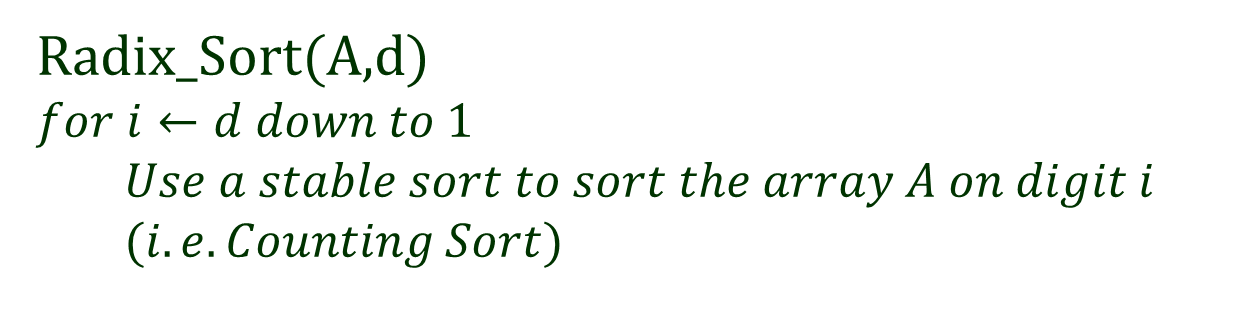 Radix_Sort(A,d)
for i ← d down to 1
Use a stable sort to sort the array A on digit i
(i.e. Counting Sort)